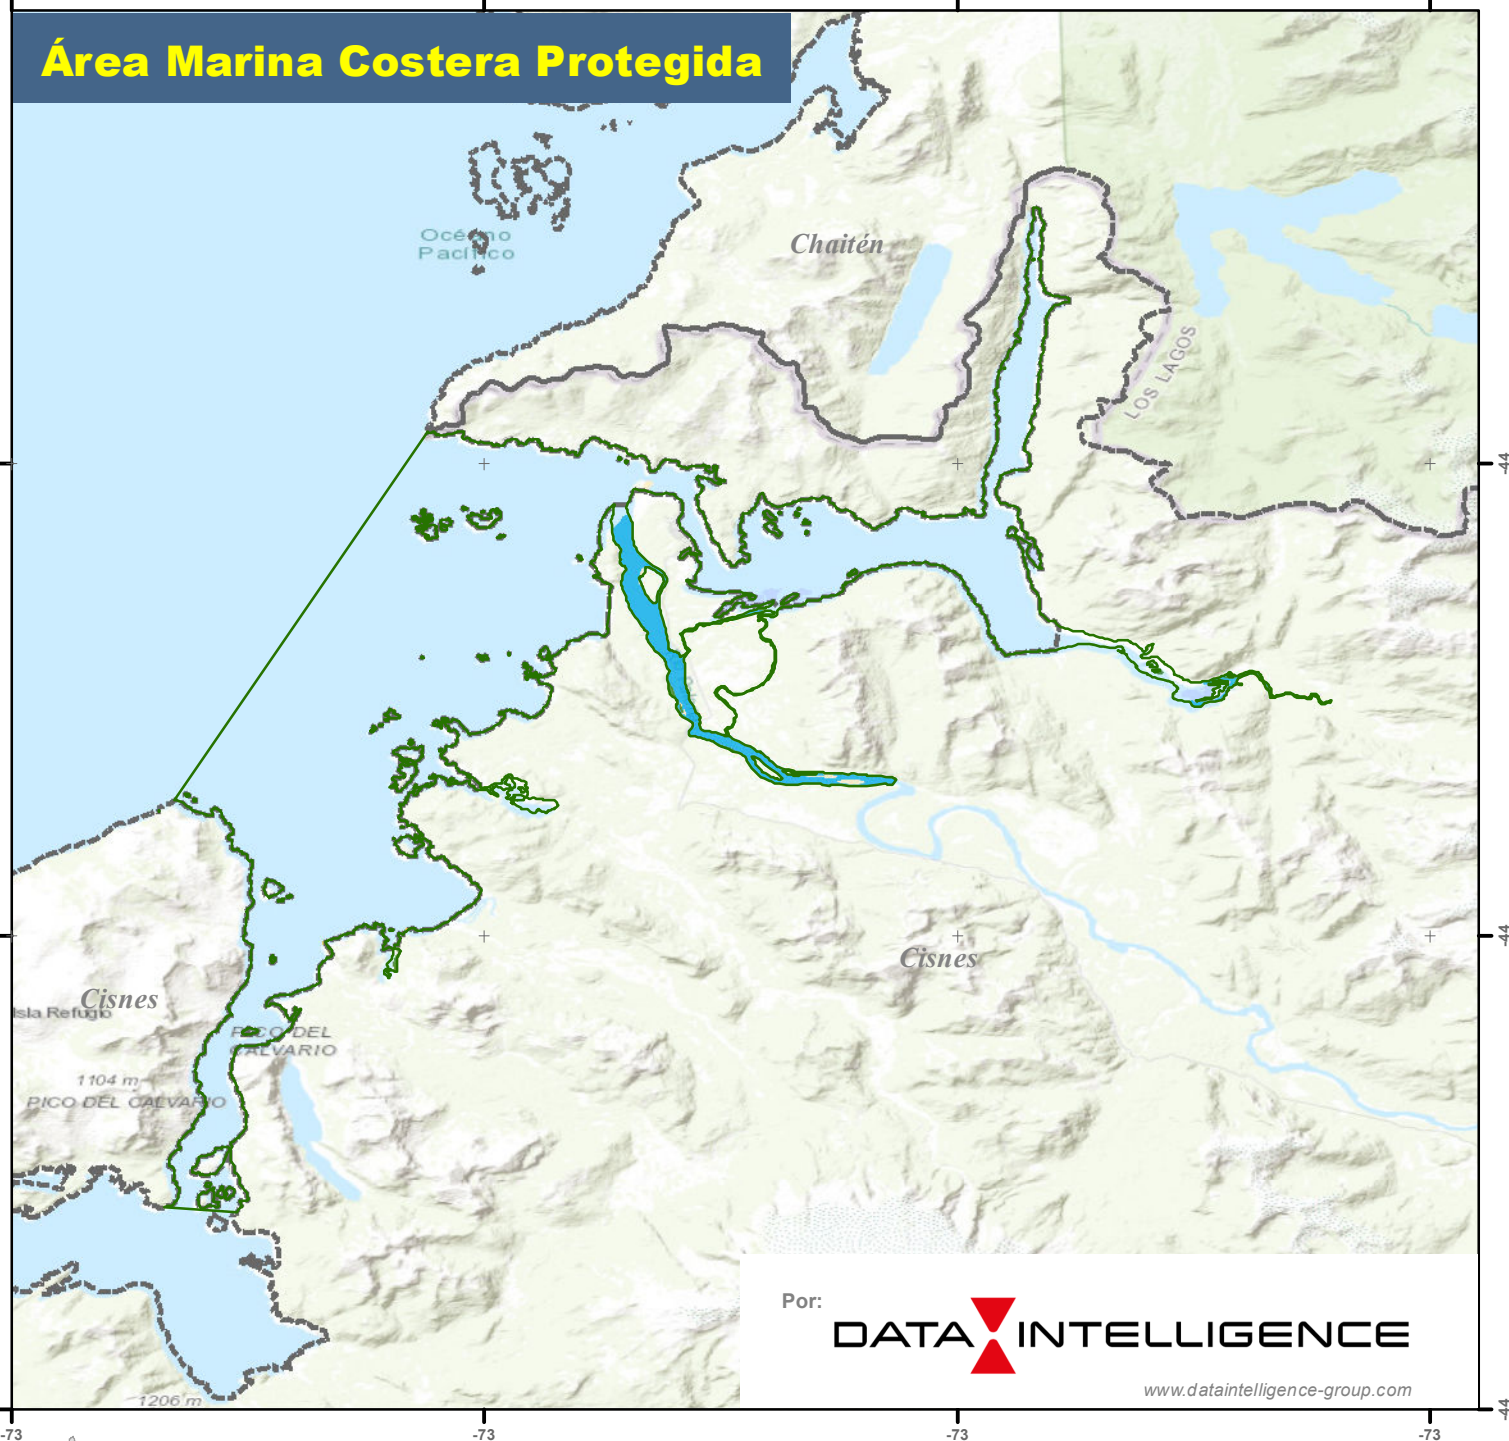 Área Marina Costera Protegida
Océano
Pacífico
Chaitén
LOS LAGOS
-44
Cisnes
-44
Cisnes
Isla Refugio
PICO DEL
CALVARIO
1104 m
PICO DEL CALVARIO
Por:
DATA INTELLIGENCE
www.dataintelligence-group.com
1206 m
-44
-73
-73
-73
-73